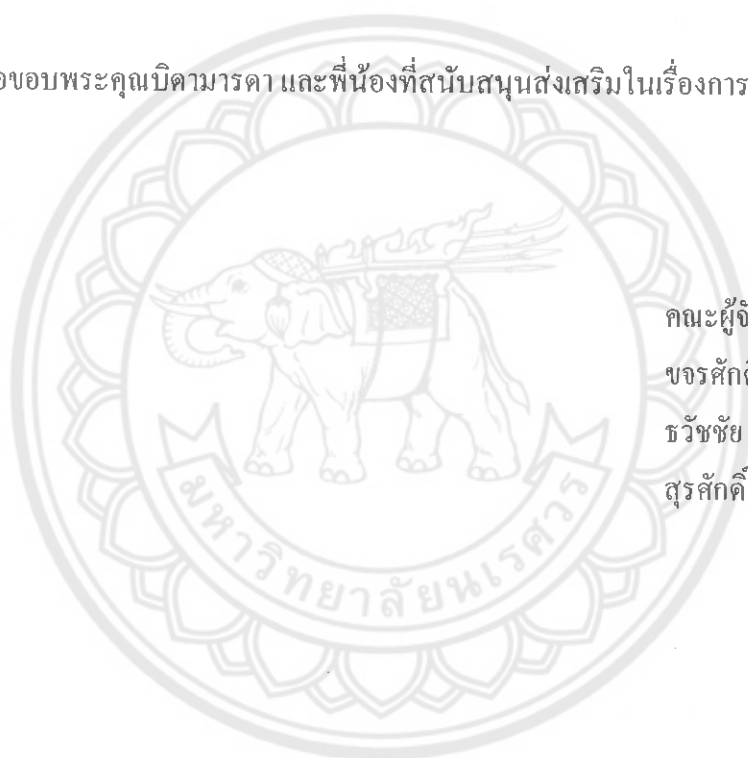 ขอบพระคุณบิดามารดา และพี่น้องที่สนับสนุนส่งเสริมในเรื่องการ
คณะผู้จั
ขจรศักดิ
ธวัชชัย
สุรศักดิ์
มหาวิทยาลัยนเรศวร